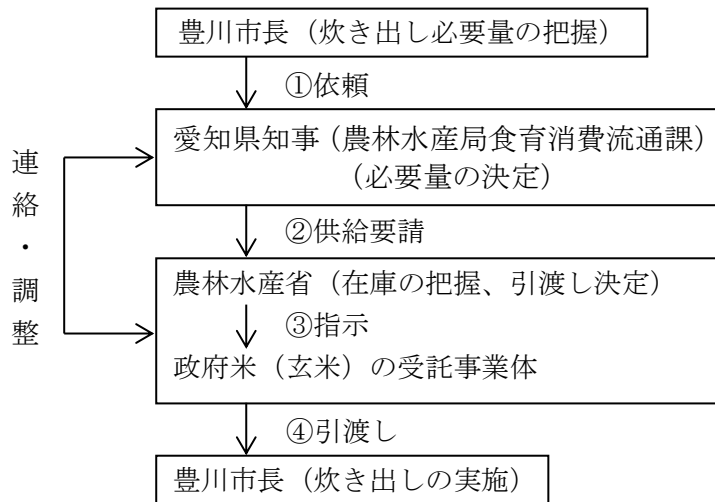 豊川市長（炊き出し必要量の把握）
①依頼
愛知県知事（農林水産局食育消費流通課）
（必要量の決定）
連絡・調整
②供給要請
農林水産省（在庫の把握、引渡し決定）
③指示
政府米（玄米）の受託事業体
④引渡し
豊川市長（炊き出しの実施）